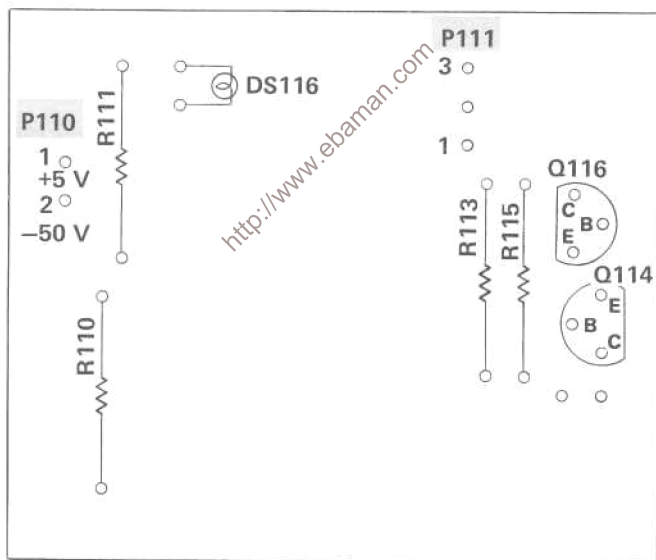 P111
3
1
DS116
R111
P110
1
+5 V
2
−50 V
http://www.ebaman.com
Q116
C
B
E
R113
R115
Q114
E
B
C
R110